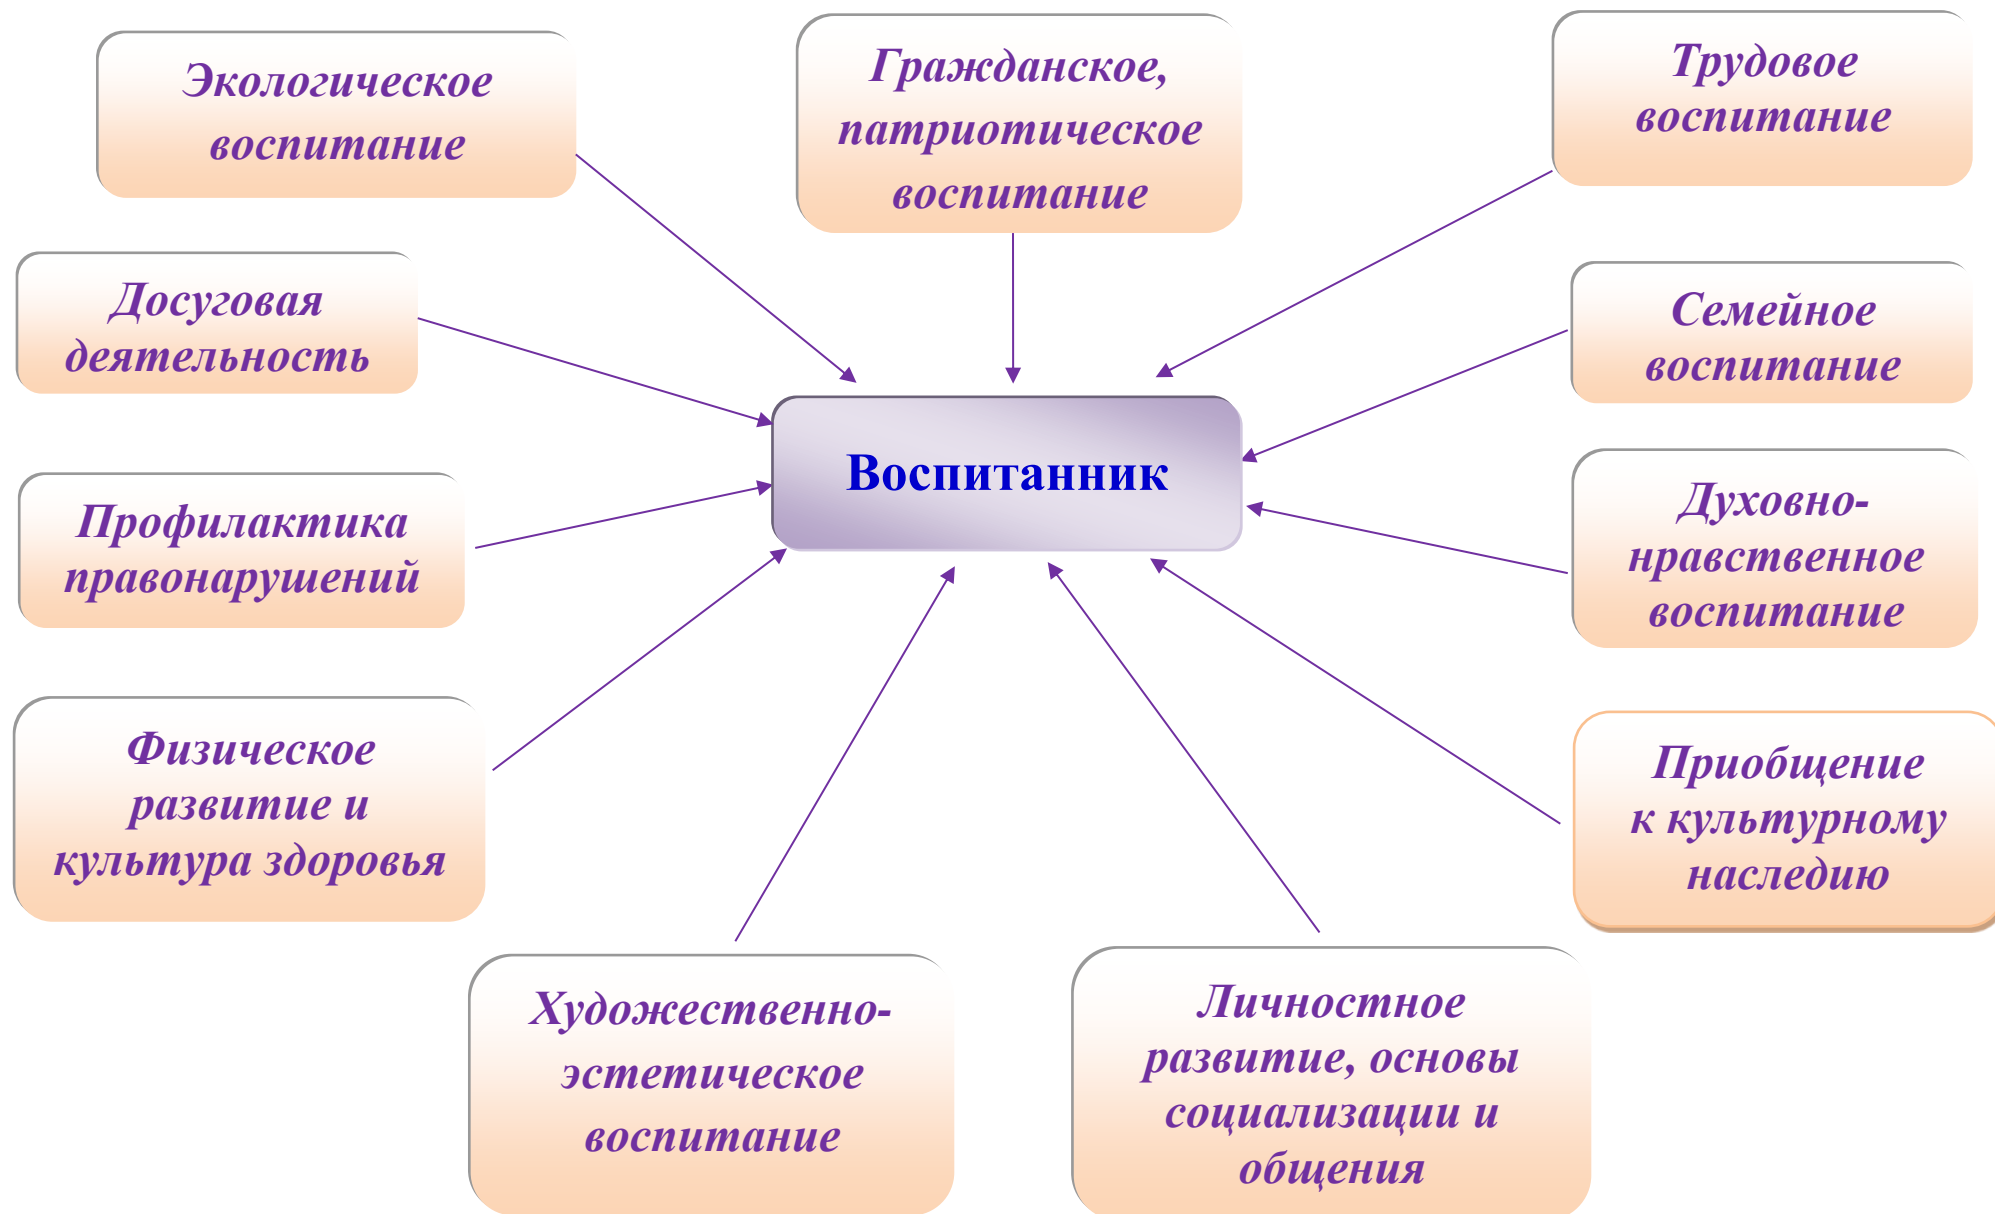 Экологическое
воспитание
Гражданское,
патриотическое
воспитание
Трудовое
воспитание
Досуговая
деятельность
Семейное
воспитание
Воспитанник
Профилактика
правонарушений
Духовно-
нравственное
воспитание
Физическое
развитие и
культура здоровья
Приобщение
к культурному
наследию
Художественно-
эстетическое
воспитание
Личностное
развитие, основы
социализации и
общения